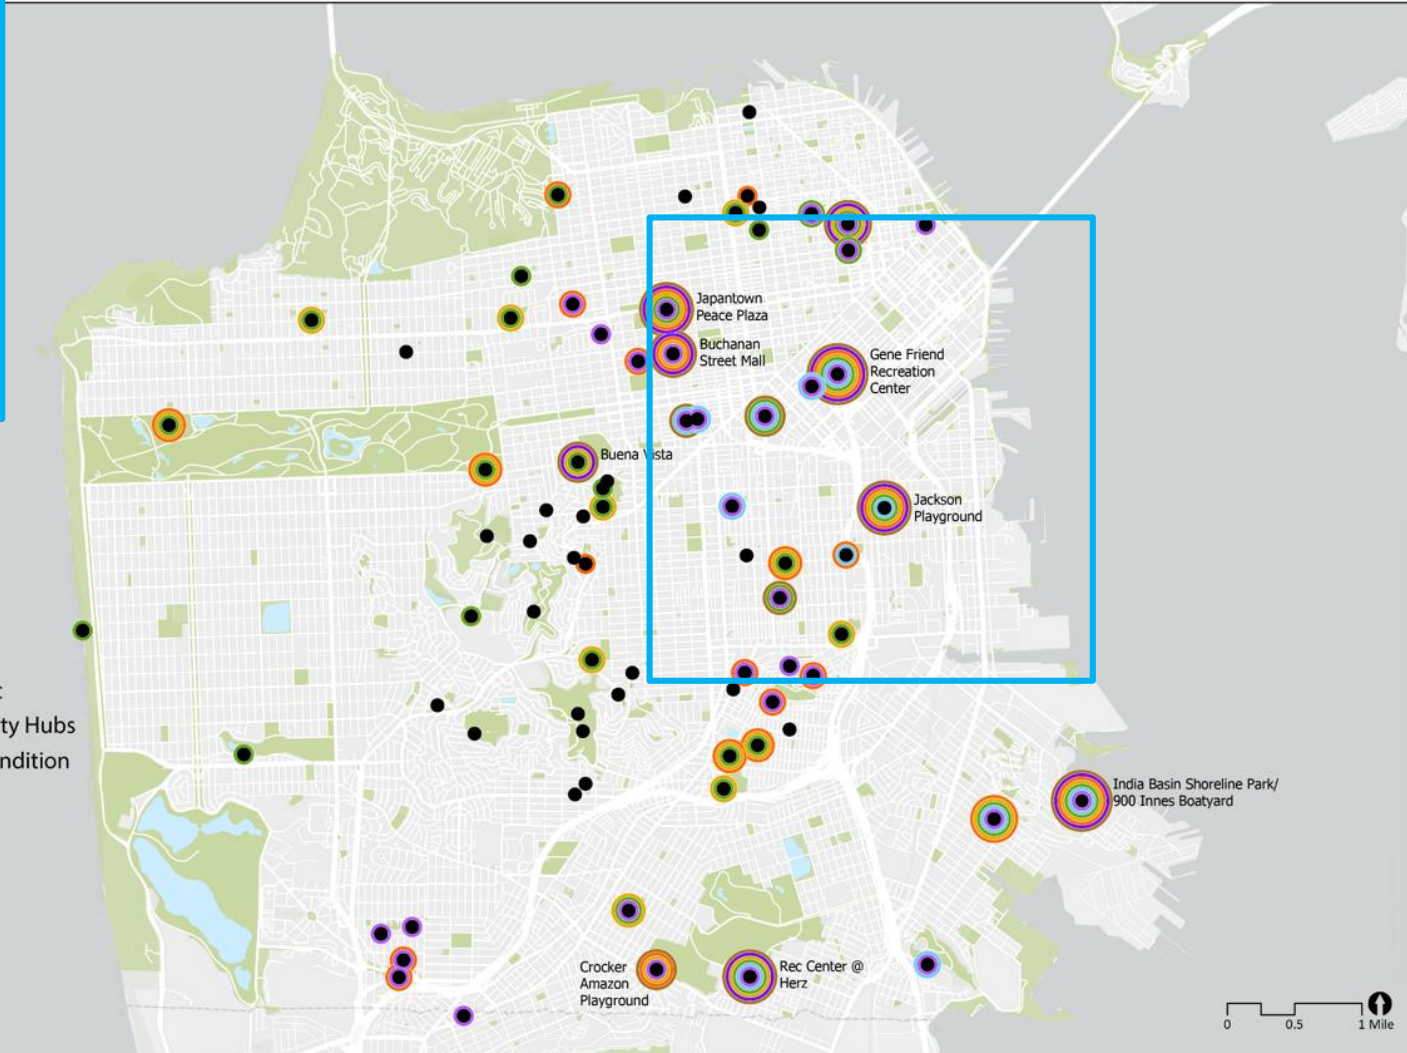 Japantown
Peace Plaza
Buchanan
Street Mall
Gene Friend
Recreation
Center
Buena Vista
Jackson
Playground
ty Hubs
ndition
India Basin Shoreline Park/
900 Innes Boatyard
Crocker
Amazon
Playground
Rec Center @
Herz
0 0.5 1 Mile